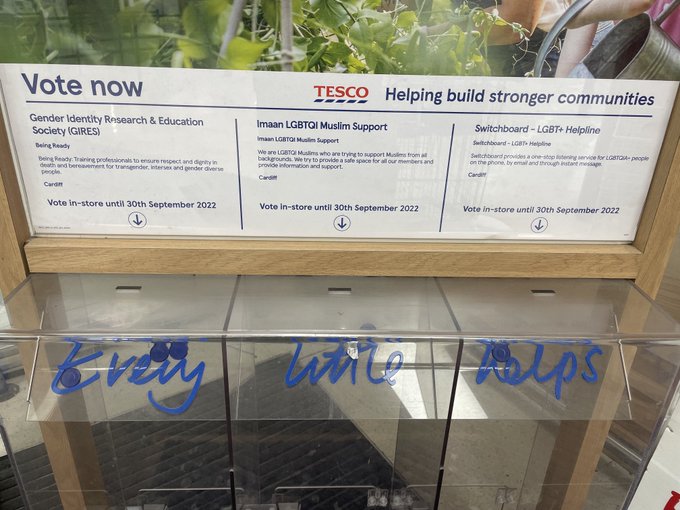 Vote now
TESCO
Helping build stronger communities
Gender Identity Research & Education
Society (GIRES)
Being Ready
Being Ready: Training professionals to ensure respect and dignity in
death and bereavement for transgender, intersex and gender diverse
people.
Cardiff
Vote in-store until 30th September 2022
Imaan LGBTQI Muslim Support
Imaan LGBTQI Muslim Support
We are LGBTQI Muslims who are trying to support Muslims from all
backgrounds. We try to provide a safe space for all our members and
provide information and support.
Cardiff
Vote in-store until 30th September 2022
Switchboard - LGBT+ Helpline
Switchboard - LGBT+ Helpline
Switchboard provides a one-stop listening service for LGBTQIA+ people
on the phone, by email and through instant message.
Cardiff
Vote in-store until 30th September 2022
Every little helps